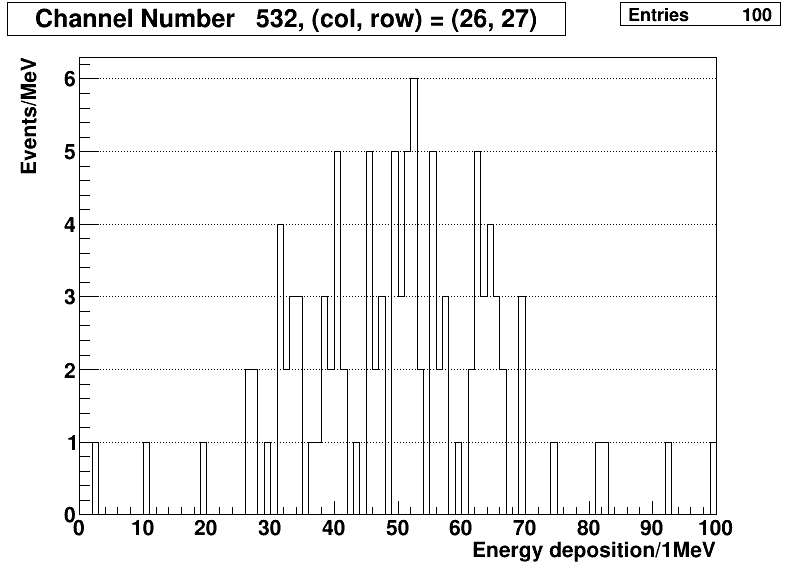 Channel Number 532, (col, row) = (26, 27)
Entries 100
Events/MeV
6
5
4
3
2
1
0
0 10 20 30 40 50 60 70 80 90 100
Energy deposition/1MeV